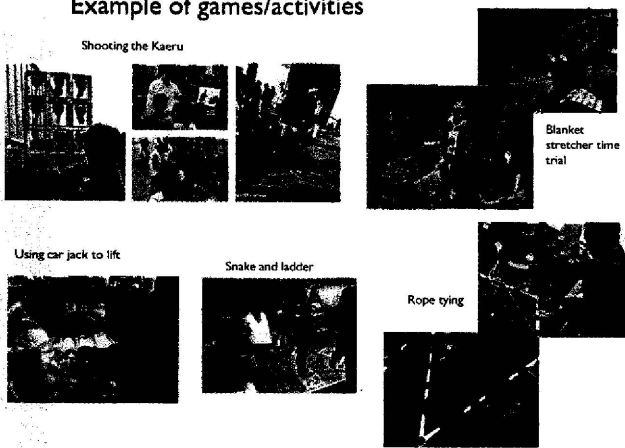 Example of games/activities
Shooting the Kaeru
Blanket
stretcher time
trial
Using car jack to lift
Snake and ladder
Rope tying